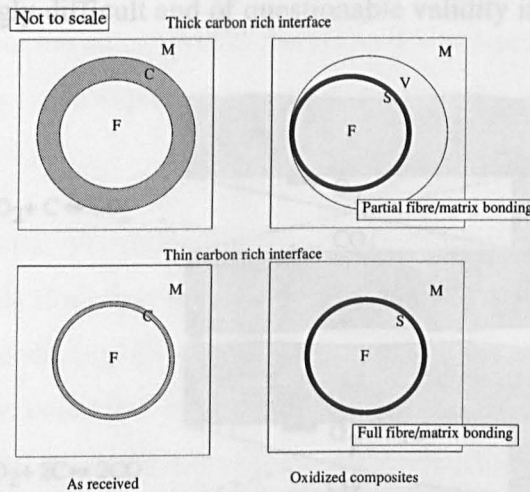 Not to scale
Thick carbon rich interface
M
C
F
M
V
S
F
Partial fibre/matrix bonding
Thin carbon rich interface
M
C
F
M
S
F
Full fibre/matrix bonding
As received
Oxidized composites